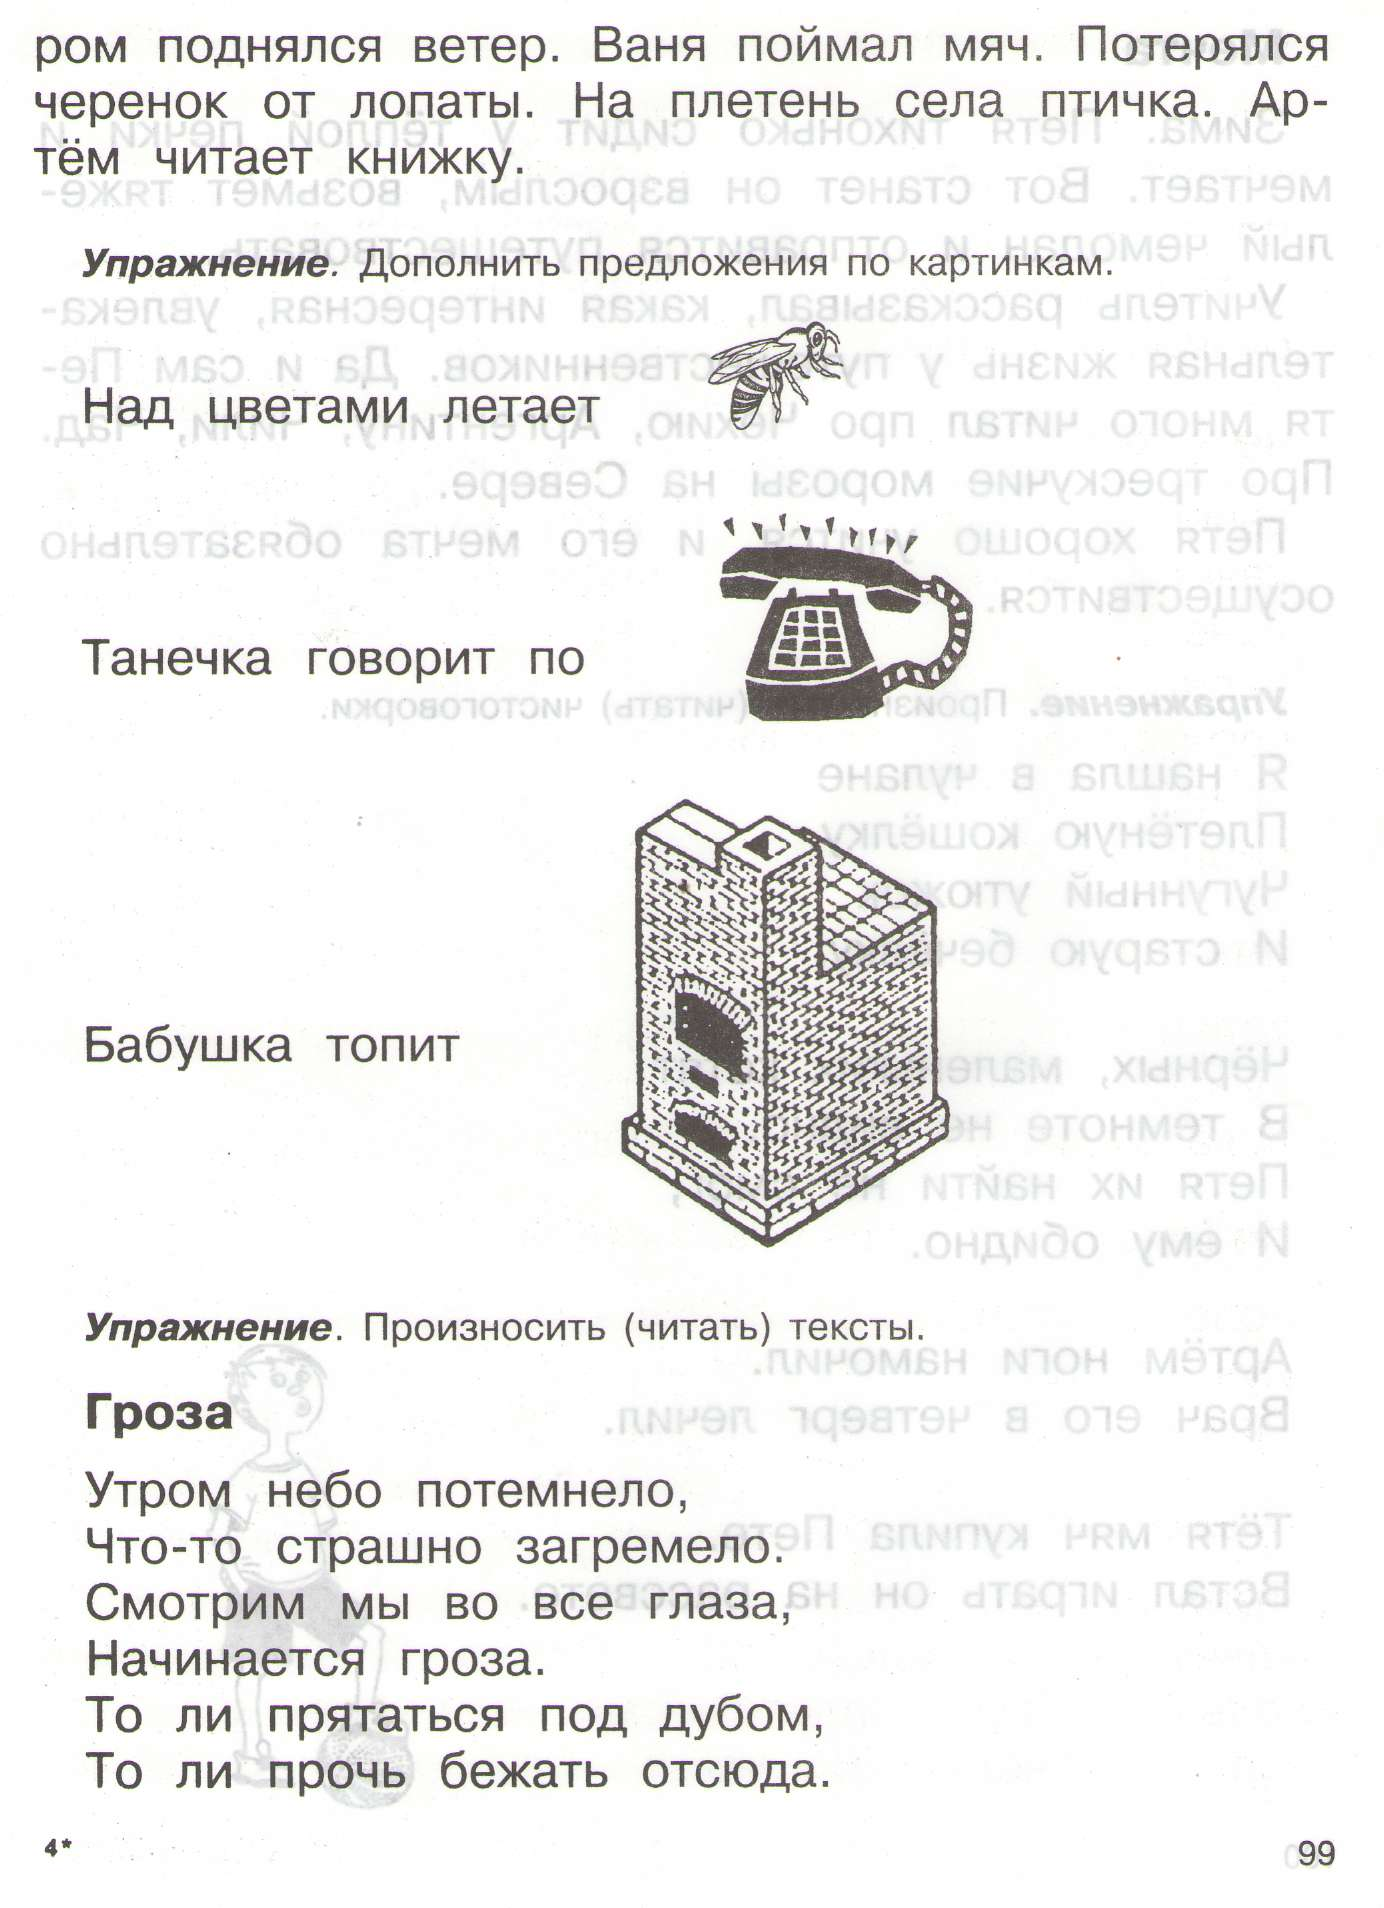 ром поднялся ветер. Ваня поймал мяч. Потерялся
черенок от лопаты. На плетень села птичка. Ар-
тём читает книжку.
Упражнение. Дополнить предложения по картинкам.
Над цветами летает
Танечка говорит по
Бабушка топит
Упражнение. Произносить (читать) тексты.
Гроза
Утром небо потемнело,
Что-то страшно загремело.
Смотрим мы во все глаза,
Начинается гроза.
То ли прятаться под дубом,
То ли прочь бежать отсюда.
4*
99